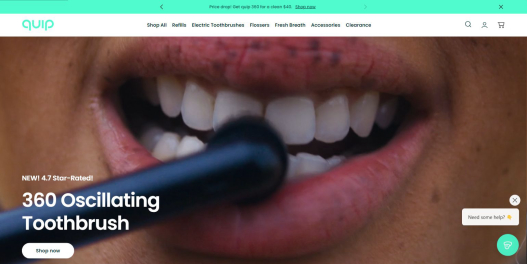 Price drop! Get quip 360 for a clean $40 Shop now
quip
Shop All Refills Electric Toothbrushes Flossers Fresh Breath Accessories Clearance
NEW! 4.7 Star-Rated!
360 Oscillating
Toothbrush
Shop now
Need some help? 👋